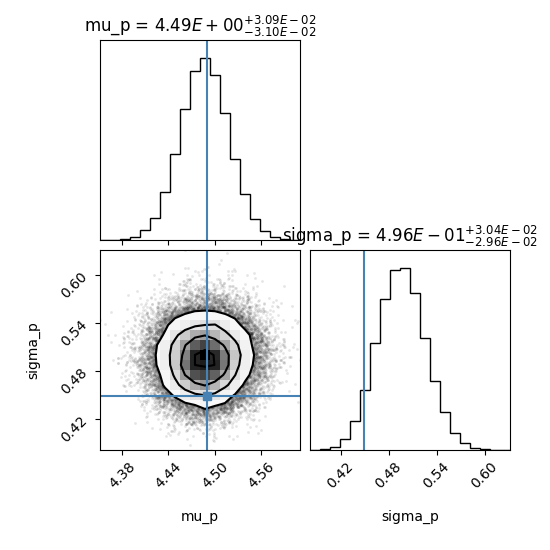 mu_p = 4.49E+00+3.09E−02−3.10E−02
sigma_p = 4.96E−01+3.04E−02−2.96E−02
sigma_p
0.60
0.54
0.48
0.42
4.38 4.44 4.50 4.56
0.42 0.48 0.54 0.60
mu_p sigma_p